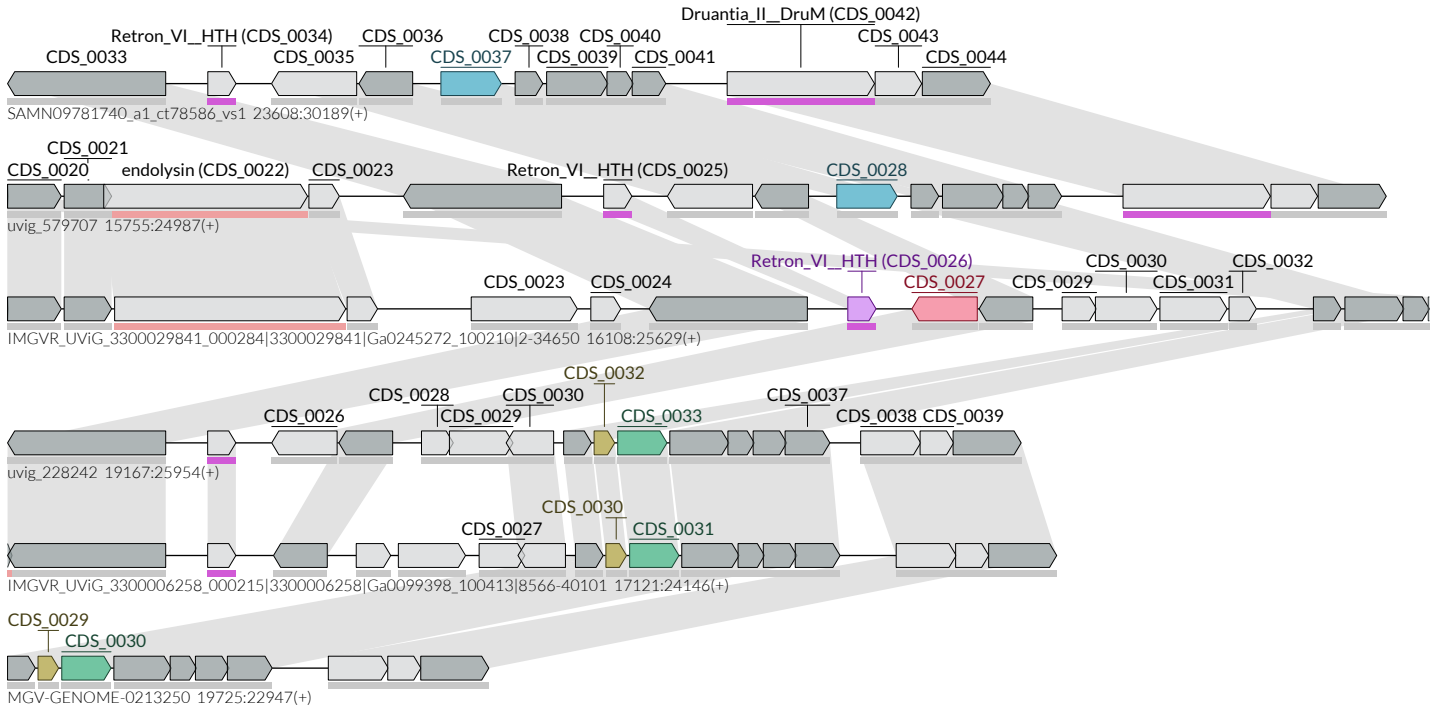 Druantia_II__DruM (CDS_0042)
Retron_VI__HTH (CDS_0034) CDS_0036 CDS_0038 CDS_0040 CDS_0043
CDS_0033 CDS_0035 CDS_0037 CDS_0039 CDS_0041 CDS_0044
SAMN09781740_a1_ct78586_vs1 23608:30189(+)
CDS_0021
CDS_0020 endolysin (CDS_0022) CDS_0023 Retron_VI__HTH (CDS_0025) CDS_0028
uvig_579707 15755:24987(+)
Retron_VI__HTH (CDS_0026) CDS_0030 CDS_0032
CDS_0023 CDS_0024 CDS_0027 CDS_0029 CDS_0031
IMGVR_UViG_3300029841_000284|3300029841|Ga0245272_100210|2-34650 16108:25629(+)
CDS_0032
CDS_0028 CDS_0030 CDS_0037
CDS_0026 CDS_0029 CDS_0033 CDS_0038 CDS_0039
uvig_228242 19167:25954(+)
CDS_0030
CDS_0027 CDS_0031
IMGVR_UViG_3300006258_000215|3300006258|Ga0099398_100413|8566-40101 17121:24146(+)
CDS_0029
CDS_0030
MGV-GENOME-0213250 19725:22947(+)